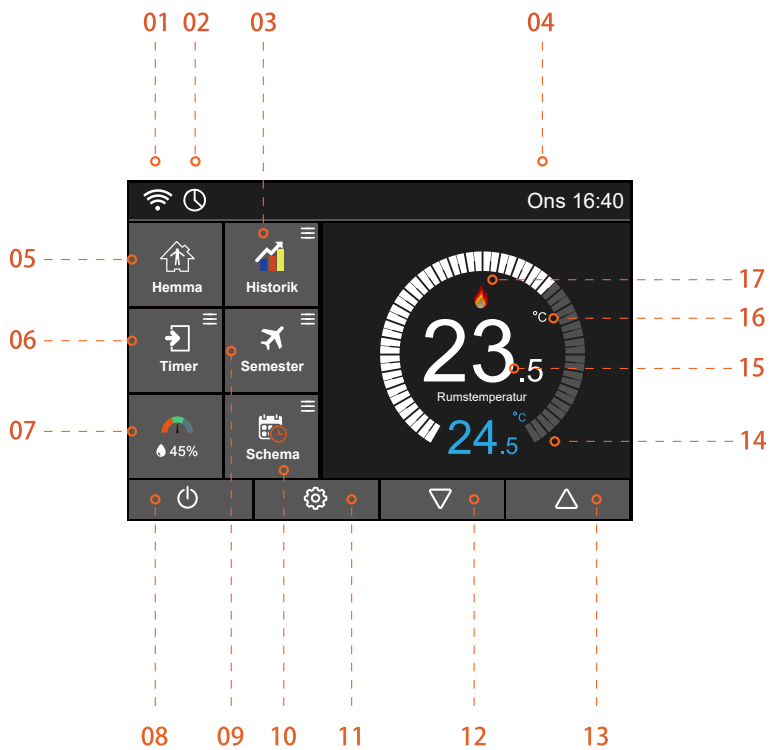 01 02 03 04
Ons 16:40
05
Hemma
Historik
17
°C
16
06
Timer
Semester
23.5
15
Rumstemperatur
07
45%
Schema
24.5
°C
14
08 09 10 11 12 13